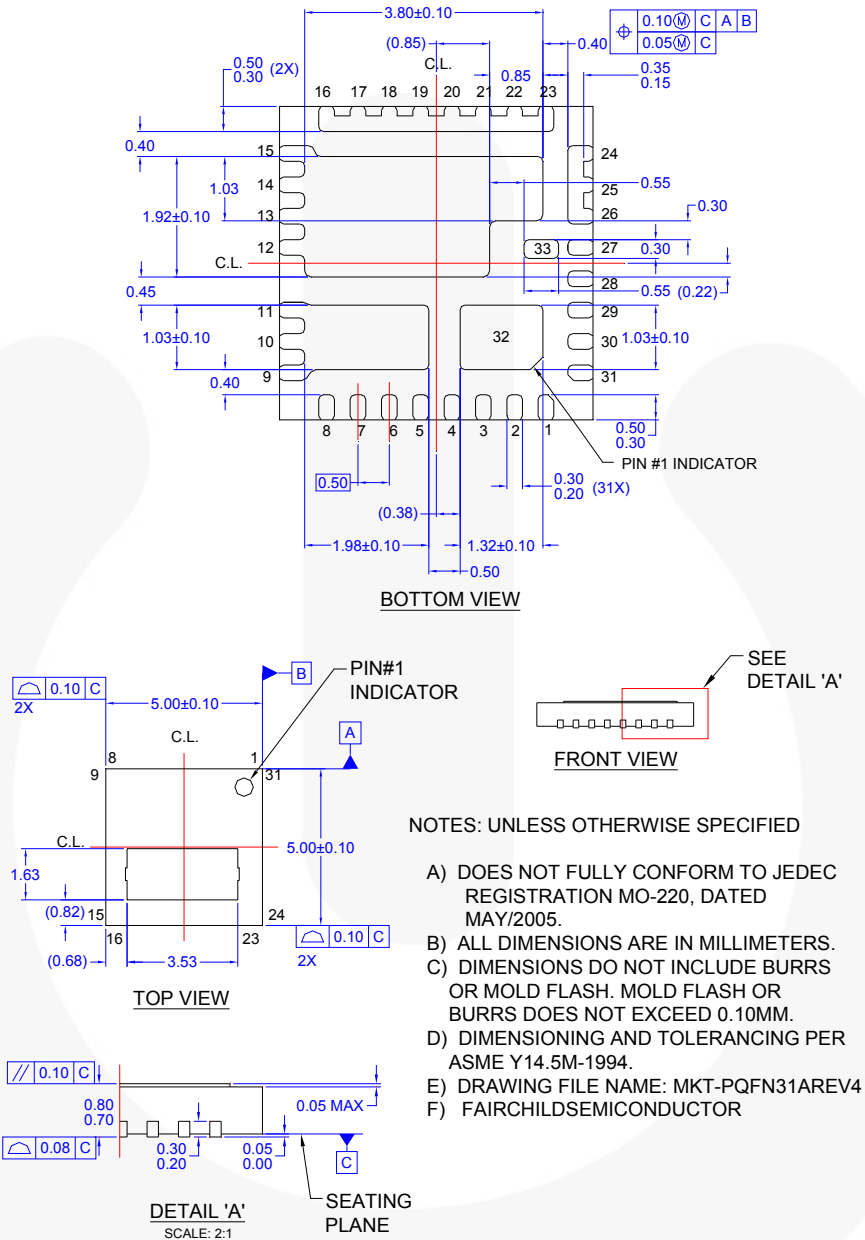 3.80±0.10
0.10Ⓜ C A B
0.05Ⓜ C
(0.85)
0.40
C.L.
0.50
0.30 (2X)
0.85
0.35
0.15
16 17 18 19 20 21 22 23
0.40
15
24
1.03
0.55
14
25
1.92±0.10
13
26
0.30
12
33
27
0.30
C.L.
28
0.45
0.55 (0.22)
11
29
1.03±0.10
10
32
30
1.03±0.10
9
31
0.40
8 7 6 5 4 3 2 1
0.50
0.30
PIN #1 INDICATOR
0.50
0.30
0.20 (31X)
(0.38)
1.98±0.10
1.32±0.10
0.50
BOTTOM VIEW
0.10 C
2X
5.00±0.10
B
PIN#1
INDICATOR
C.L.
A
8
1
9
31
C.L.
5.00±0.10
1.63
(0.82)
15
24
16
23
0.10 C
2X
(0.68)
3.53
TOP VIEW
SEE
DETAIL 'A'
FRONT VIEW
NOTES: UNLESS OTHERWISE SPECIFIED
A) DOES NOT FULLY CONFORM TO JEDEC
REGISTRATION MO-220, DATED
MAY/2005.
B) ALL DIMENSIONS ARE IN MILLIMETERS.
C) DIMENSIONS DO NOT INCLUDE BURRS
OR MOLD FLASH. MOLD FLASH OR
BURRS DOES NOT EXCEED 0.10MM.
D) DIMENSIONING AND TOLERANCING PER
ASME Y14.5M-1994.
E) DRAWING FILE NAME: MKT-PQFN31AREV4
F) FAIRCHILDSEMICONDUCTOR
// 0.10 C
0.80
0.70
0.05 MAX
0.08 C
0.30
0.20
0.05
0.00
C
SEATING
PLANE
DETAIL 'A'
SCALE: 2:1